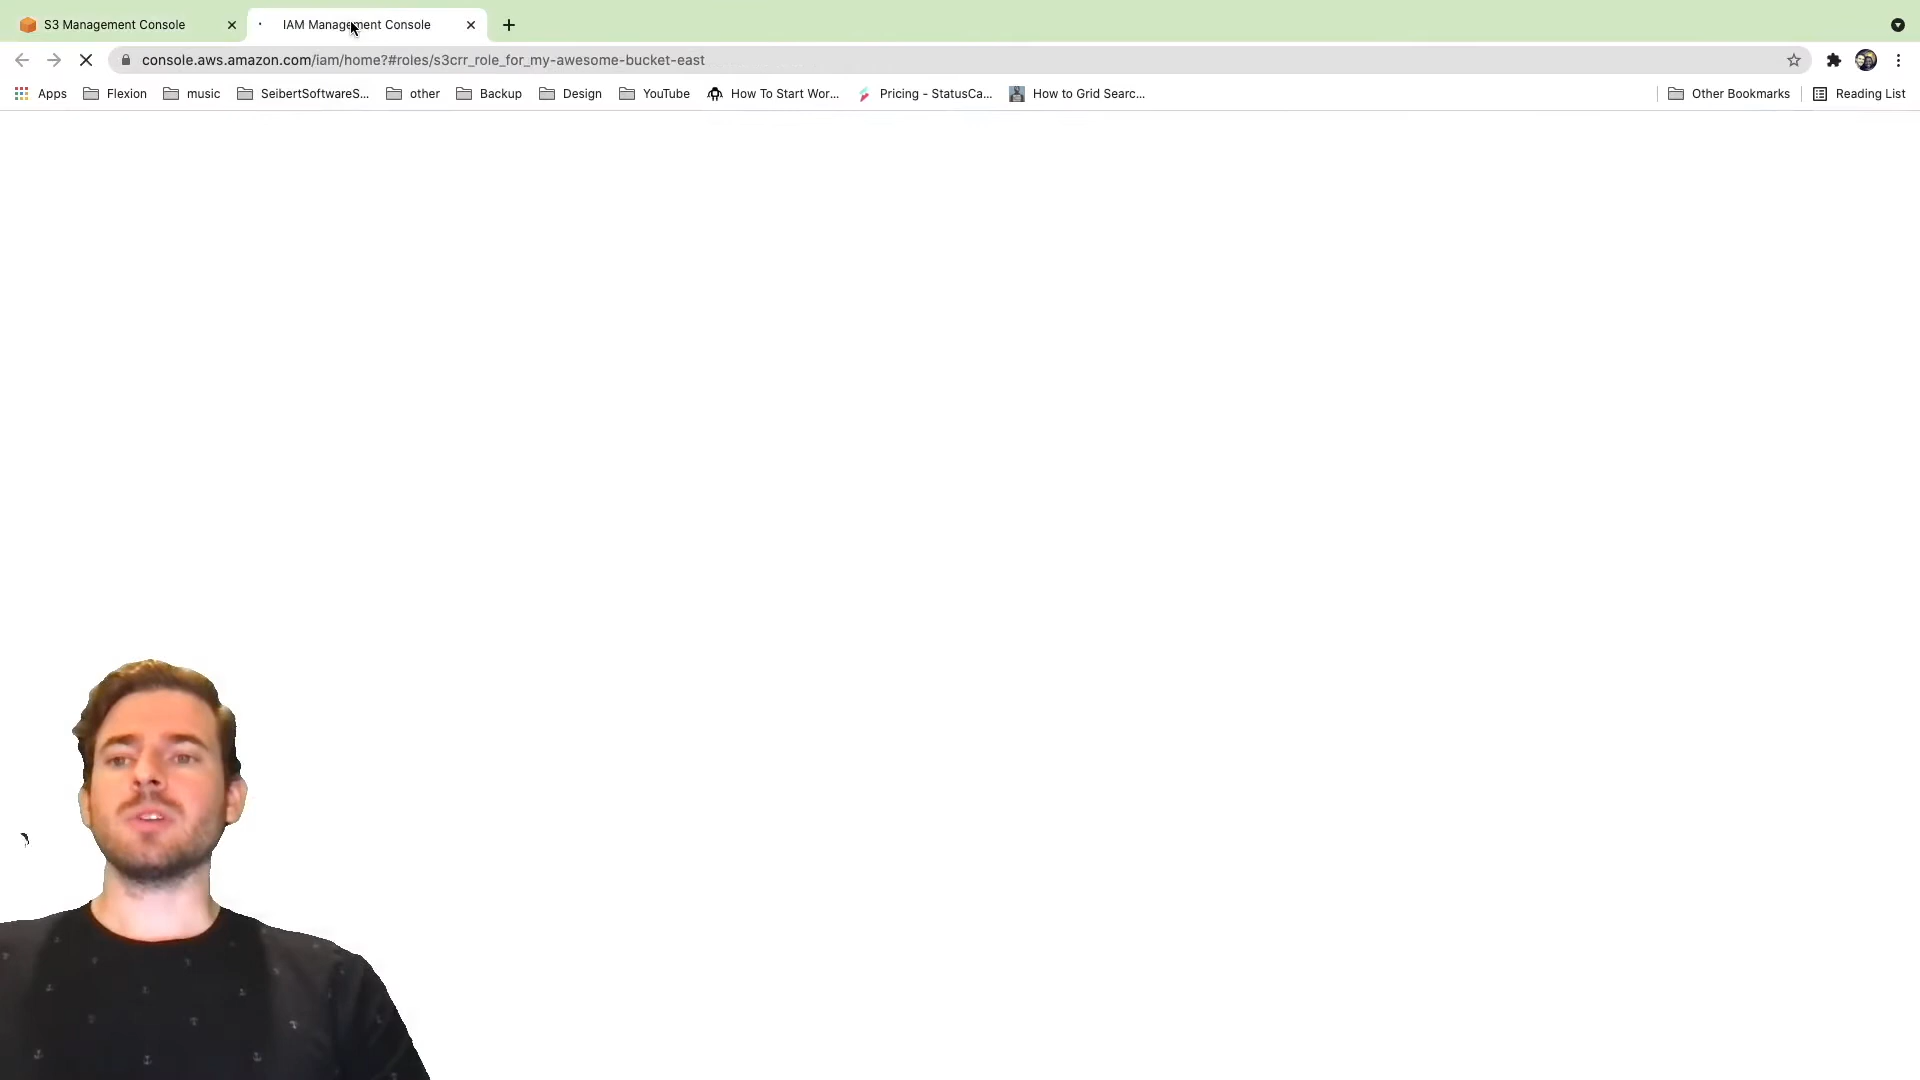 S3 Management Console
IAM Management Console
console.aws.amazon.com/iam/home?#roles/s3crr_role_for_my-awesome-bucket-east
Apps Flexion music SeibertSoftwareS... other Backup Design YouTube How To Start Wor... Pricing - StatusCa... How to Grid Searc... Other Bookmarks Reading List